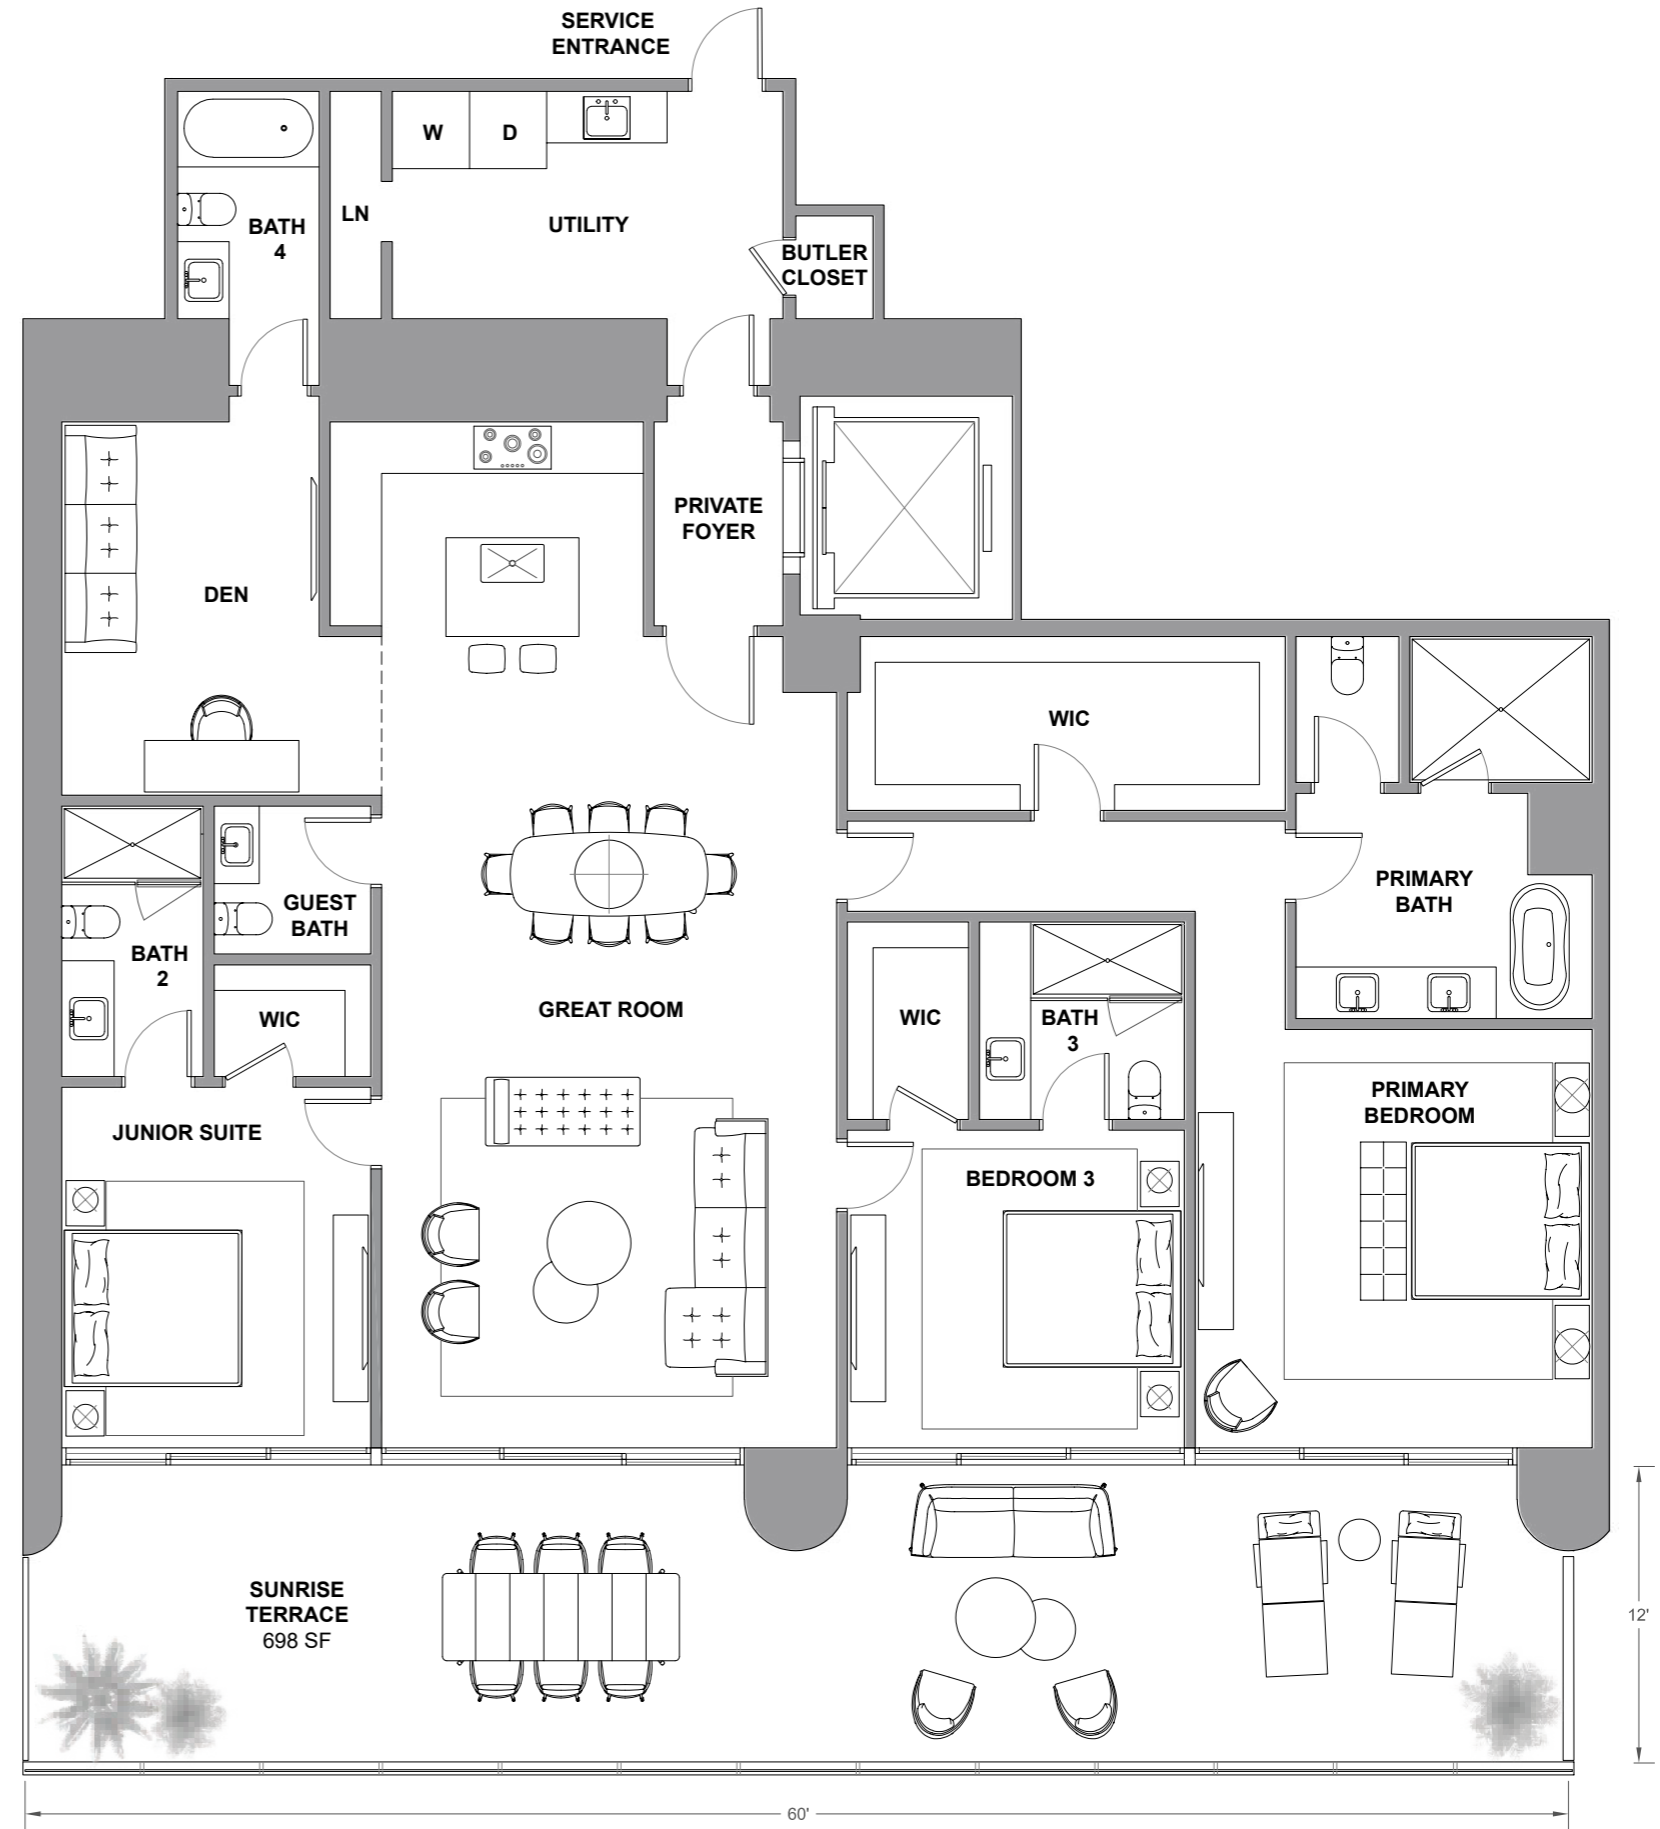 SERVICE
ENTRANCE
W
D
LN
BATH
4
UTILITY
BUTLER
CLOSET
PRIVATE
FOYER
DEN
WIC
PRIMARY
BATH
GUEST
BATH
BATH
2
WIC
GREAT ROOM
WIC
BATH
3
PRIMARY
BEDROOM
JUNIOR SUITE
BEDROOM 3
SUNRISE
TERRACE
698 SF
12'
60'